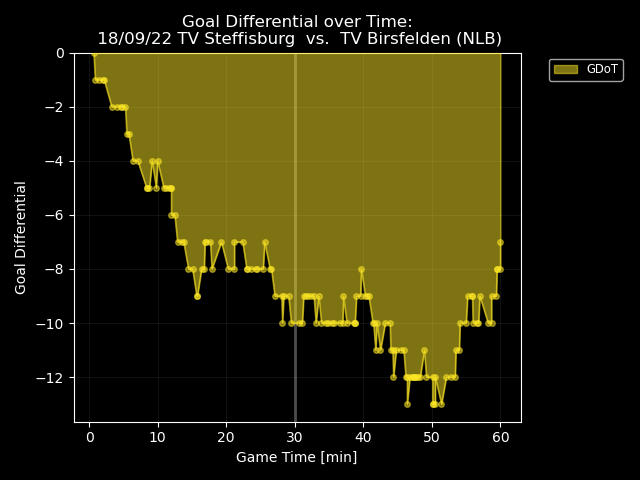 Goal Differential over Time:
18/09/22 TV Steffisburg  vs.  TV Birsfelden (NLB)
GDoT
Goal Differential
0
−2
−4
−6
−8
−10
−12
0 10 20 30 40 50 60
Game Time [min]